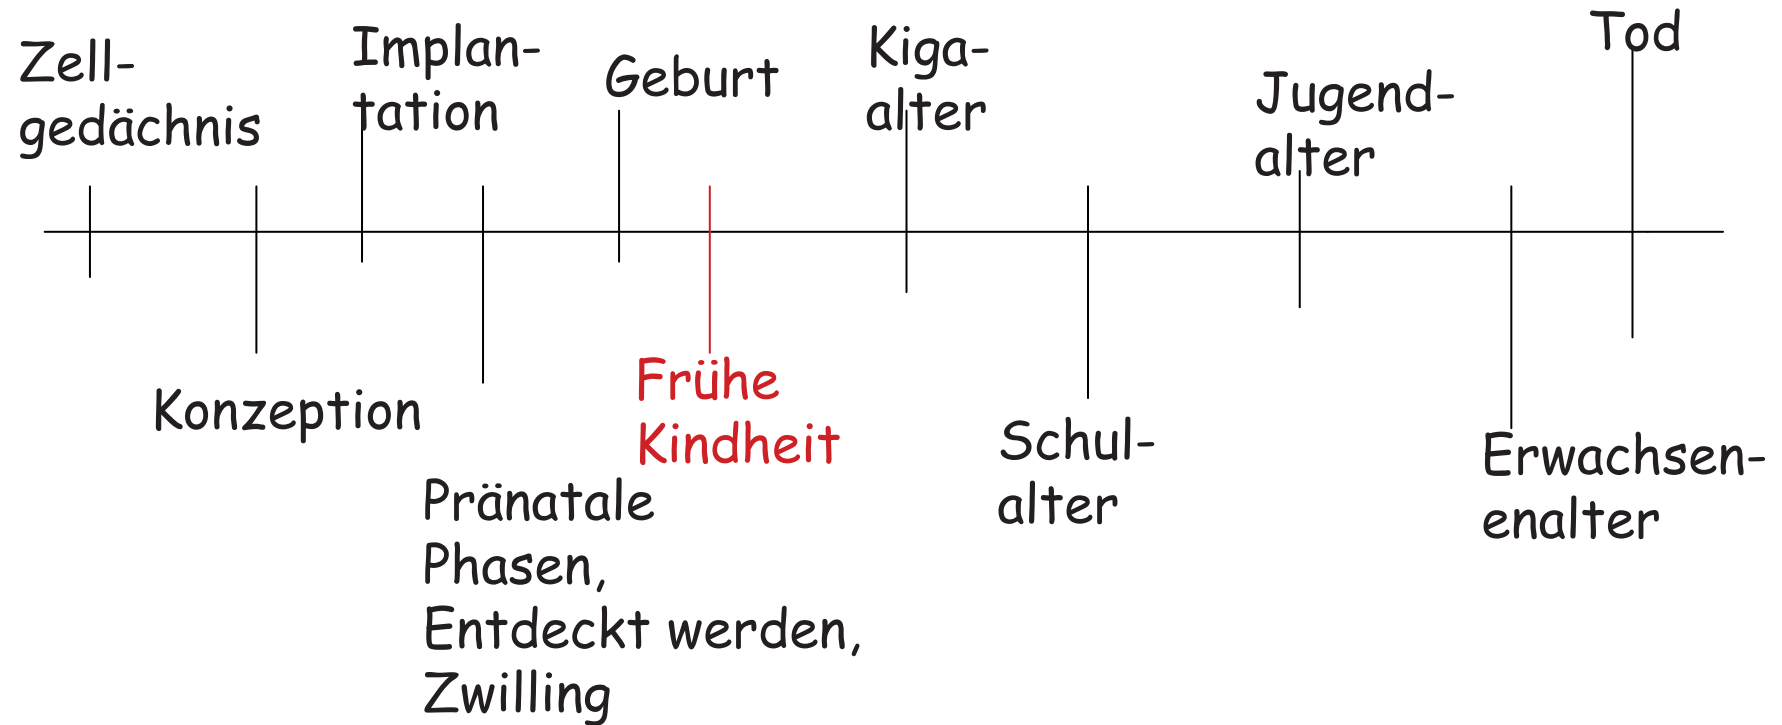 Zell-
gedächnis
Konzeption
Implan-
tation
Pränatale
Phasen,
Entdeckt werden,
Zwilling
Geburt
Frühe
Kindheit
Kiga-
alter
Schul-
alter
Jugend-
alter
Erwachsen-
enalter
Tod